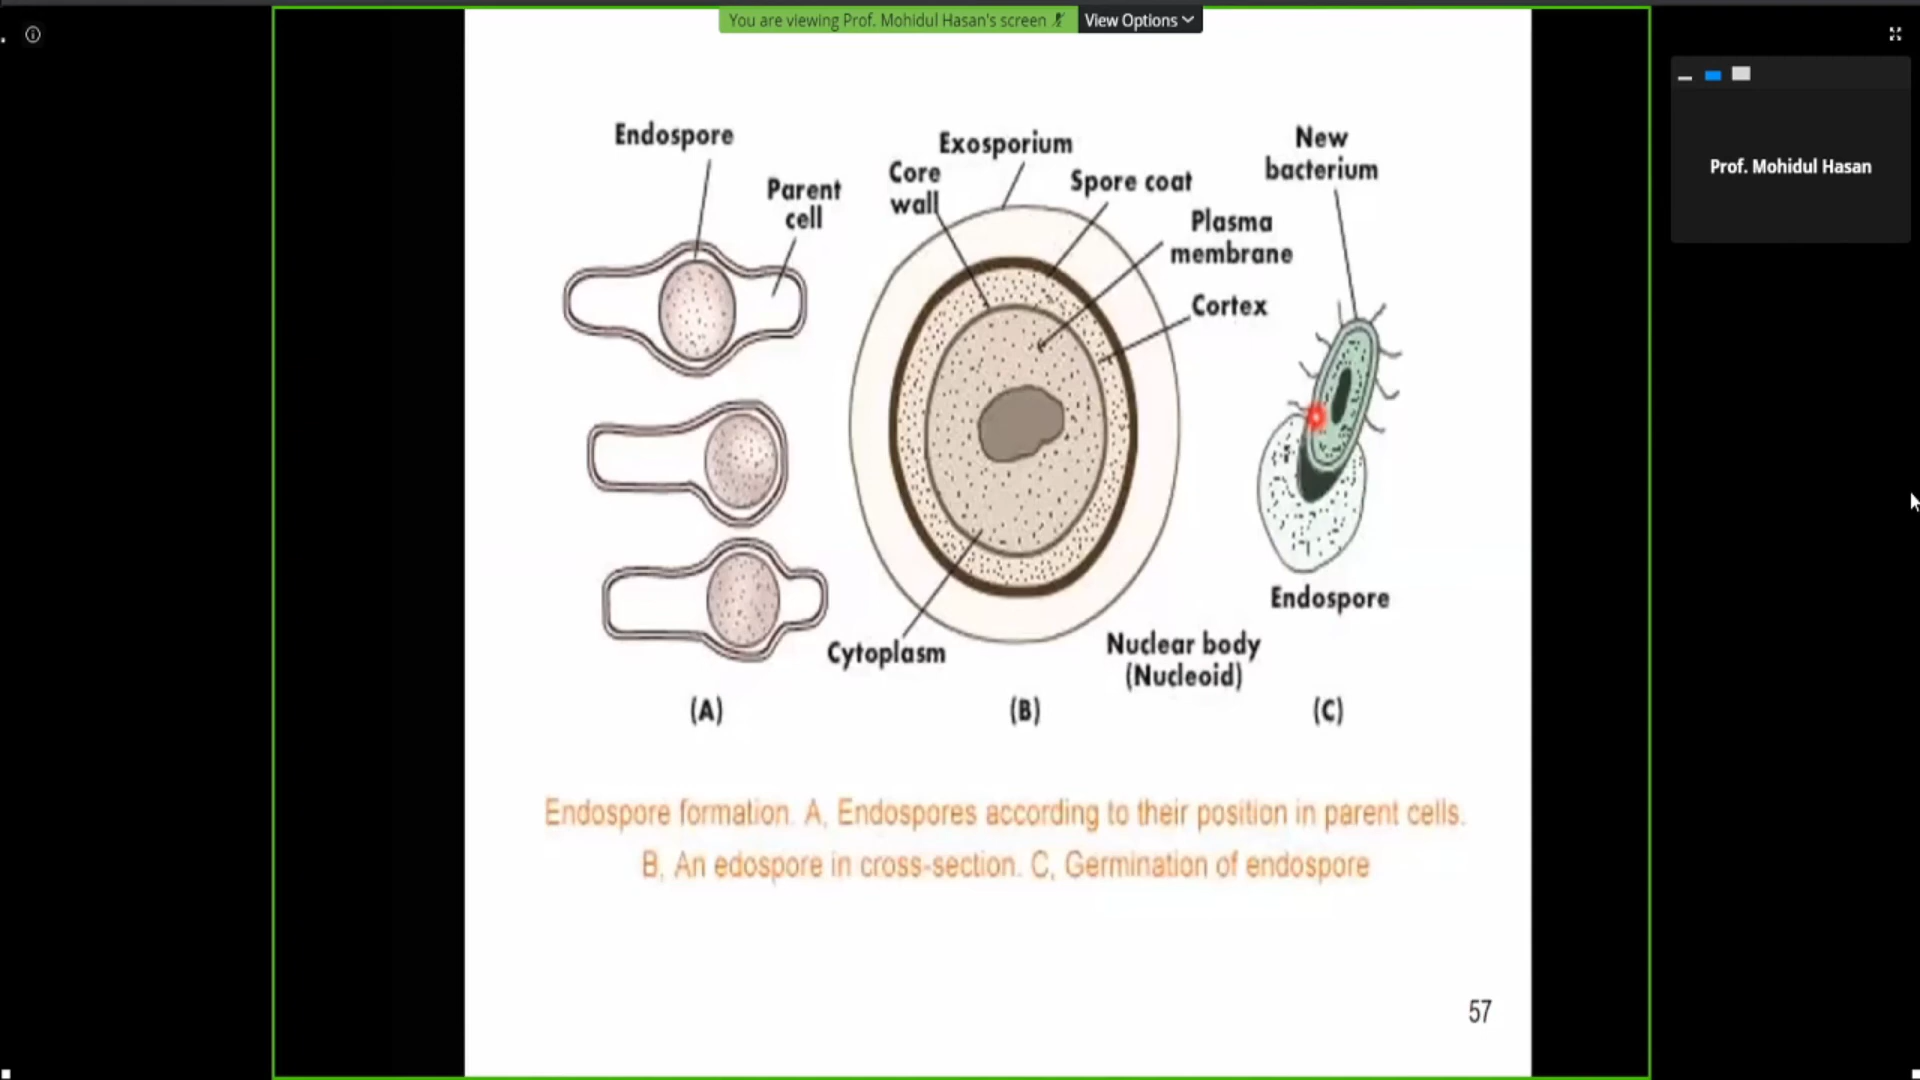 You are viewing Prof. Mohidul Hasan's screen
View Options
Prof. Mohidul Hasan
Endospore
Parent
cell
Exosporium
Core
wall
Spore coat
Plasma
membrane
Cortex
New
bacterium
Endospore
Cytoplasm
Nuclear body
(Nucleoid)
(A)
(B)
(C)
Endospore formation. A, Endospores according to their position in parent cells.
B, An edospore in cross-section. C, Germination of endospore
57